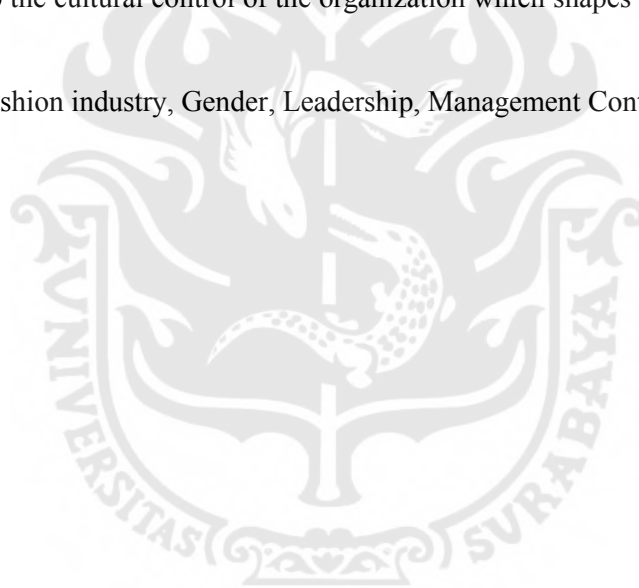 the cultural control of the organization which shapes
shion industry, Gender, Leadership, Management Con
UNIVERSITAS SURABAYA